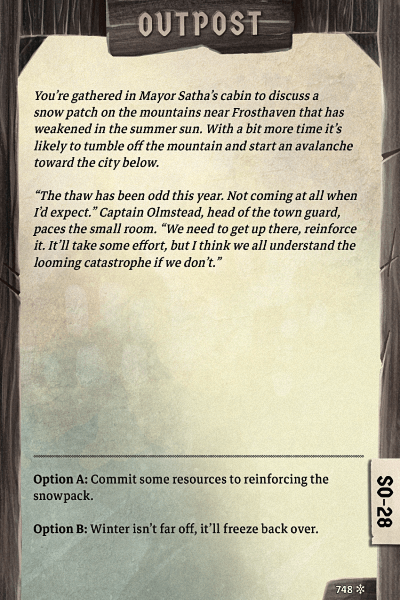 OUTPOST
You're gathered in Mayor Satha's cabin to discuss a
snow patch on the mountains near Frosthaven that has
weakened in the summer sun. With a bit more time it's
likely to tumble off the mountain and start an avalanche
toward the city below.
“The thaw has been odd this year. Not coming at all when
I'd expect.” Captain Olmstead, head of the town guard,
paces the small room. “We need to get up there, reinforce
it. It'll take some effort, but I think we all understand the
looming catastrophe if we don't.”
Option A: Commit some resources to reinforcing the
snowpack.
Option B: Winter isn't far off, it'll freeze back over.
SO-28
748